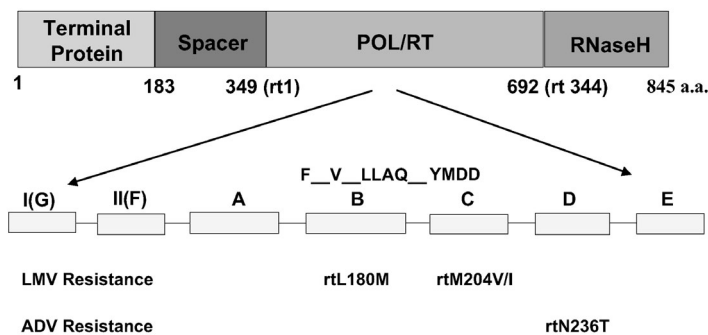 Terminal Protein Spacer POL/RT RNaseH
1 183 349 (rt1) 692 (rt 344) 845 a.a.
F__V__LLAQ__YMDD
I(G) II(F) A B C D E
LMV Resistance rtL180M rtM204V/I
ADV Resistance rtN236T